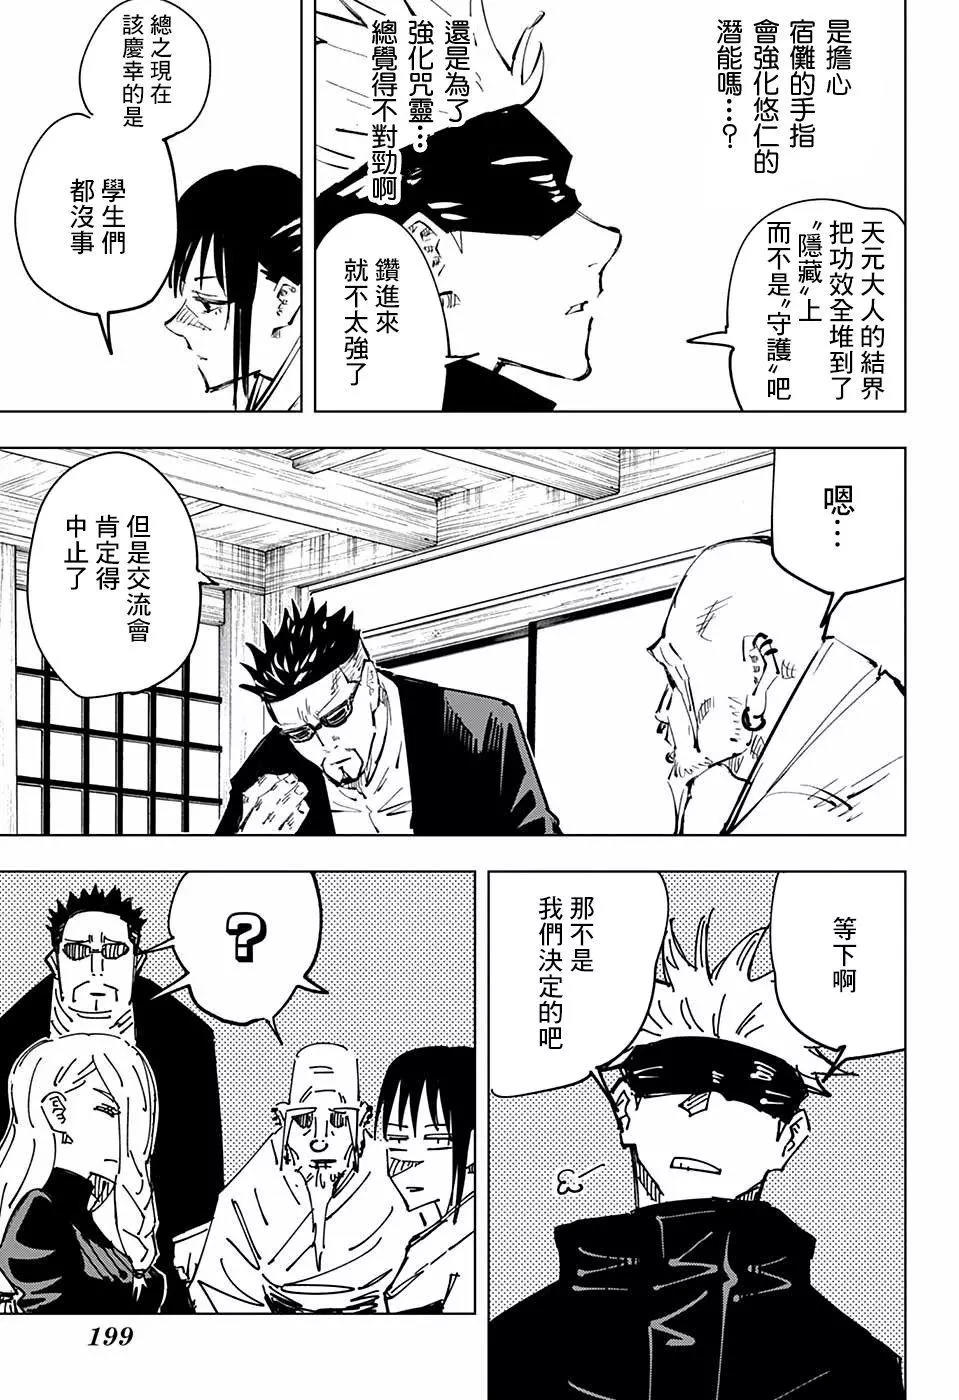 是擔心
宿儺的手指
會強化悠仁的
潛能嗎…?
還是為了
強化咒靈…
總覺得不對勁啊
天元大人的結界
把功效全堆到了
〝隱藏〞上
而不是〝守護〞吧
鑽進來
就不太強了
總之現在
該慶幸的是
學生們
都沒事
嗯…
但是交流會
肯定得
中止了
等下啊
那不是
我們決定的吧
?
199